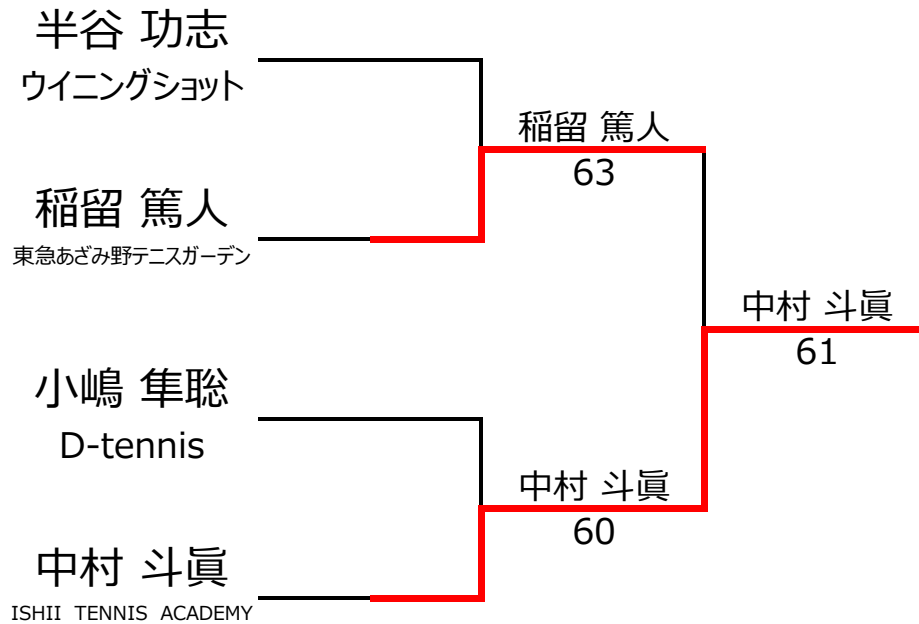 半谷 功志
ウイニングショット
稲留 篤人
63
稲留 篤人
東急あざみ野テニスガーデン
中村 斗眞
61
小嶋 隼聡
D-tennis
中村 斗眞
60
中村 斗眞
ISHII TENNIS ACADEMY